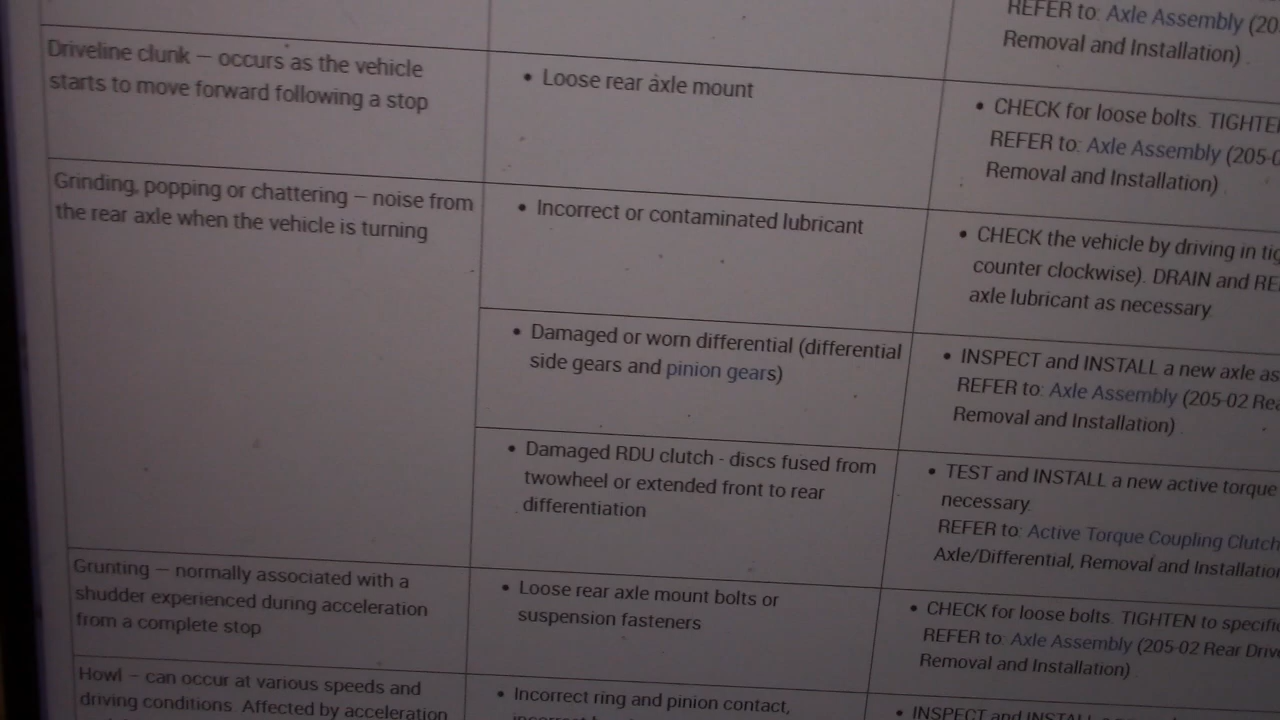 REFER to: Axle Assembly (20
Removal and Installation) .
Driveline clunk – occurs as the vehicle
starts to move forward following a stop
• Loose rear axle mount
• CHECK for loose bolts. TIGHTE
REFER to: Axle Assembly (205-0
Removal and Installation) .
Grinding, popping or chattering – noise from
the rear axle when the vehicle is turning
• Incorrect or contaminated lubricant
• CHECK the vehicle by driving in
counter clockwise). DRAIN and RE
axle lubricant as necessary.
• Damaged or worn differential (differential
side gears and pinion gears)
• INSPECT and INSTALL a new axle as
REFER to: Axle Assembly (205-02 Rea
Removal and Installation) .
• Damaged RDU clutch - discs fused from
twowheel or extended front to rear
differentiation
• TEST and INSTALL a new active torque
necessary.
REFER to: Active Torque Coupling Clutch
Axle/Differential, Removal and Installation
Grunting – normally associated with a
shudder experienced during acceleration
from a complete stop
• Loose rear axle mount bolts or
suspension fasteners
• CHECK for loose bolts. TIGHTEN to specifi
REFER to: Axle Assembly (205-02 Rear Drive
Removal and Installation) .
Howl – can occur at various speeds and
driving conditions. Affected by acceleration
• Incorrect ring and pinion contact,
• INSPECT and INSTALL